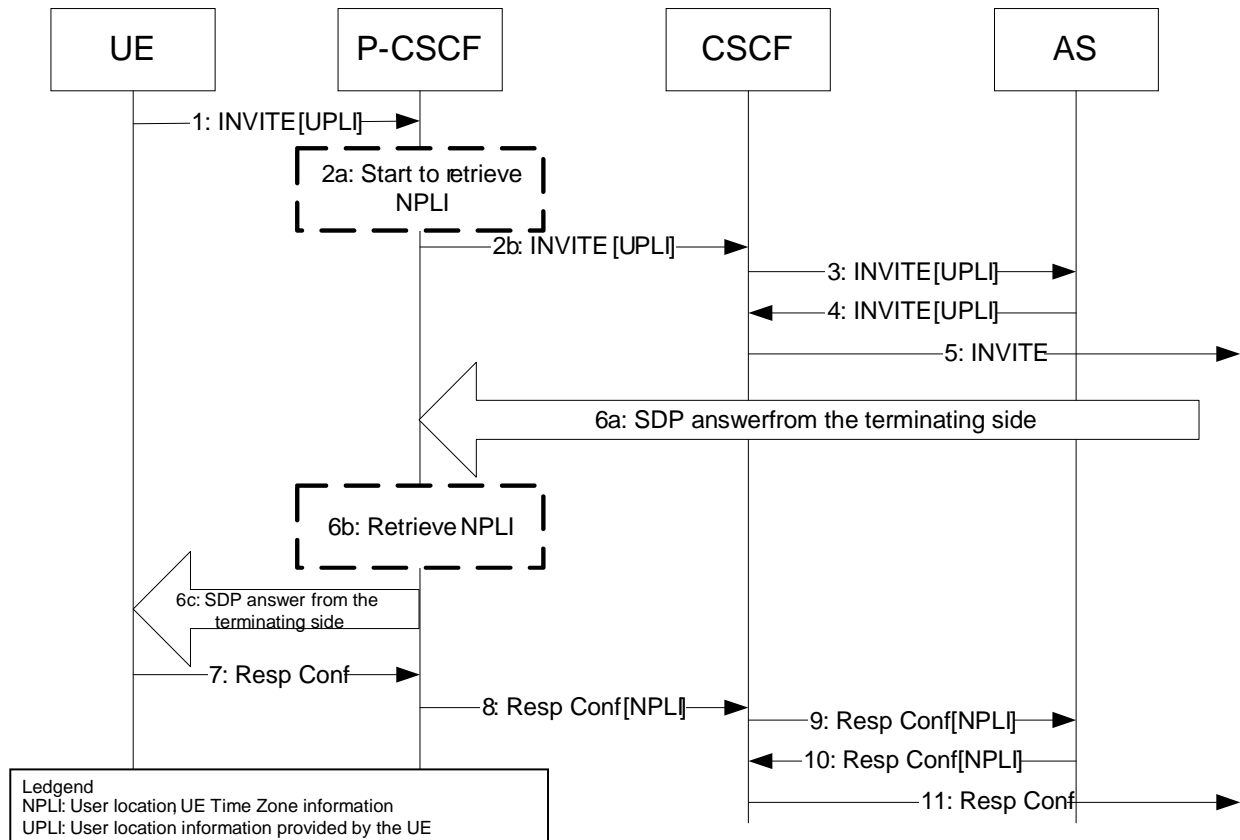 UE
P-CSCF
CSCF
AS
1: INVITE[UPLI]
2a: Start to retrieve
NPLI
2b: INVITE [UPLI]
3: INVITE[UPLI]
4: INVITE[UPLI]
5: INVITE
6a: SDP answerfrom the terminating side
6b: Retrieve NPLI
6c: SDP answer from the
terminating side
7: Resp Conf
8: Resp Conf[NPLI]
9: Resp Conf[NPLI]
10: Resp Conf[NPLI]
11: Resp Conf
Ledgend
NPLI: User location, UE Time Zone information
UPLI: User location information provided by the UE